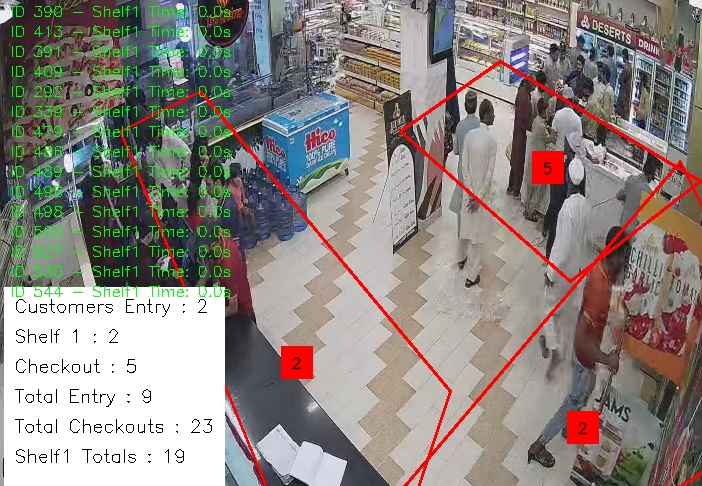 ID 390 - Shelf1 Time: 0.0s
ID 413 - Shelf1 Time: 0.0s
ID 391 - Shelf1 Time: 0.0s
ID 409 - Shelf1 Time: 0.0s
ID 292 - Shelf1 Time: 0.0s
ID 339 - Shelf1 Time: 0.0s
ID 479 - Shelf1 Time: 0.0s
ID 486 - Shelf1 Time: 0.0s
ID 489 - Shelf1 Time: 0.0s
ID - Shelf1 Time: 0.0s
ID 498 - Shelf1 Time: 0.0s
ID 503 - Shelf1 Time: 0.0s
ID 527 - Shelf1 Time: 0.0s
ID 530 - Shelf1 Time: 0.0s
ID 544 - Shelf1 Time: 0.0s
Customers Entry : 2
Shelf 1 : 2
Checkout : 5
Total Entry : 9
Total Checkouts : 23
Shelf1 Totals : 19
DESERTS DRINK
Hico
100% PURE
5
2
2
CHILLI
JAMS